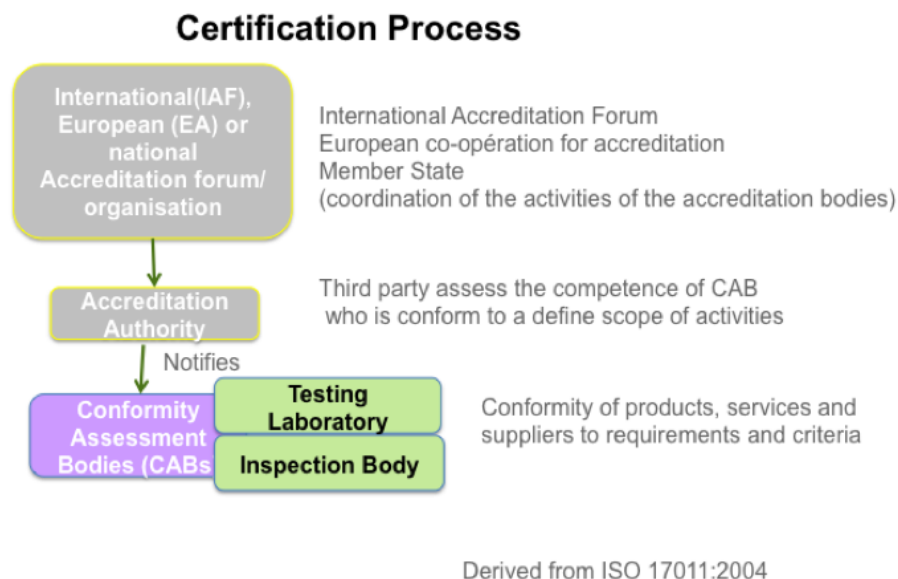 Certification Process
International(IAF),
European (EA) or
national
Accreditation forum/
organisation
International Accreditation Forum
European co-opération for accreditation
Member State
(coordination of the activities of the accreditation bodies)
Accreditation
Authority
Third party assess the competence of CAB
who is conform to a define scope of activities
Notifies
Conformity
Assessment
Bodies (CABs
Testing
Laboratory
Inspection Body
Conformity of products, services and
suppliers to requirements and criteria
Derived from ISO 17011:2004